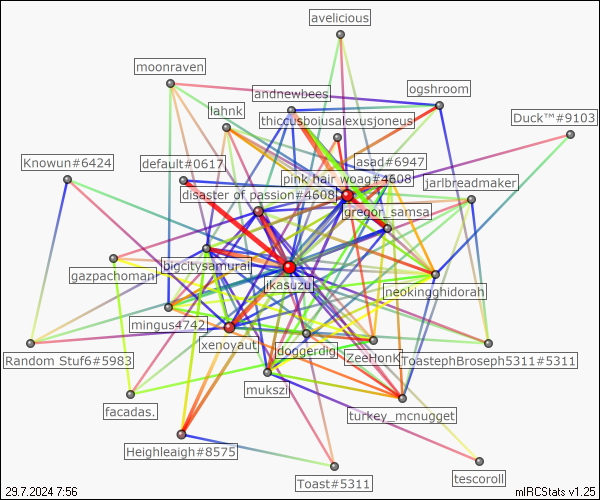 avelicious
moonraven
ogshroom
andnewbees
lahnk
thiccusboiusalexusjoneus
Duck™#9103
Knowun#6424
default#0617
asad#6947
pink hair woag#4608
jarlbreadmaker
disaster of passion#4608
gregor_samsa
gazpachoman
bigcitysamurai
ikasuzu
neokingghidorah
mingus4742
xenoyaut
doggerdig
ZeeHonk
ToastephBroseph5311#5311
Random Stuf6#5983
mukszi
facadas.
turkey_mcnugget
Heighleaigh#8575
Toast#5311
tescoroll
29.7.2024 7:56
mIRCStats v1.25